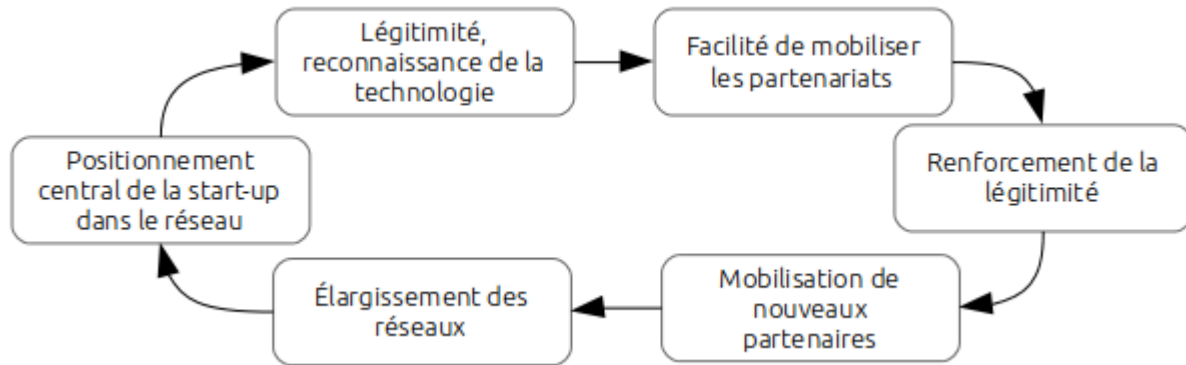 Légitimité,
reconnaissance de la
technologie
Facilité de mobiliser
les partenariats
Renforcement de la
légitimité
Mobilisation de
nouveaux
partenaires
Élargissement des
réseaux
Positionnement
central de la start-up
dans le réseau